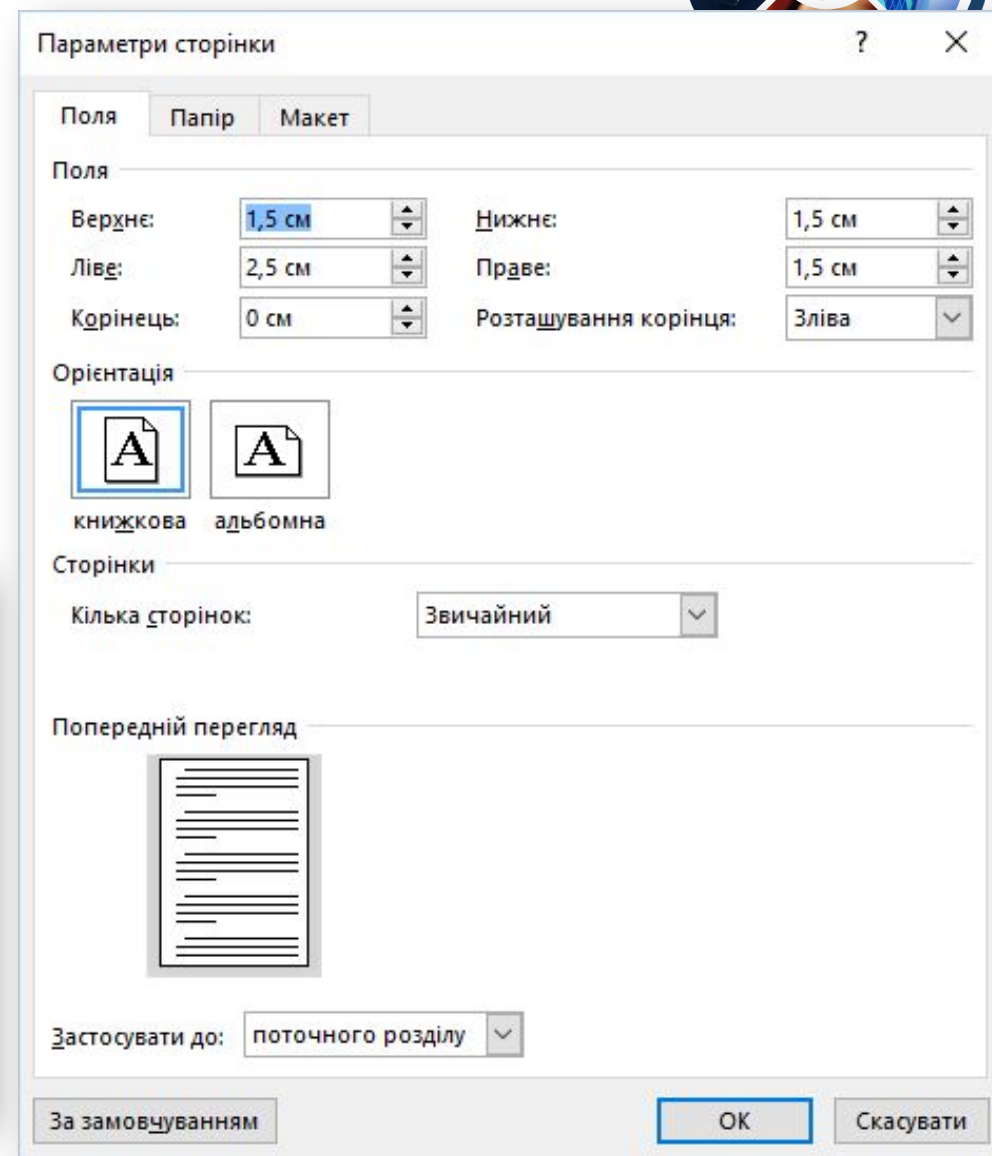 Параметри сторінки ?
Поля Папір Макет
Поля
Верхнє: 1,5 см Нижнє: 1,5 см
Ліве: 2,5 см Праве: 1,5 см
Корінець: 0 см Розташування корінця: Зліва
Орієнтація
A A
книжкова альбомна
Сторінки
Кілька сторінок: Звичайний
Попередній перегляд
Застосувати до: поточного розділу
За замовчуванням ОК Скасувати